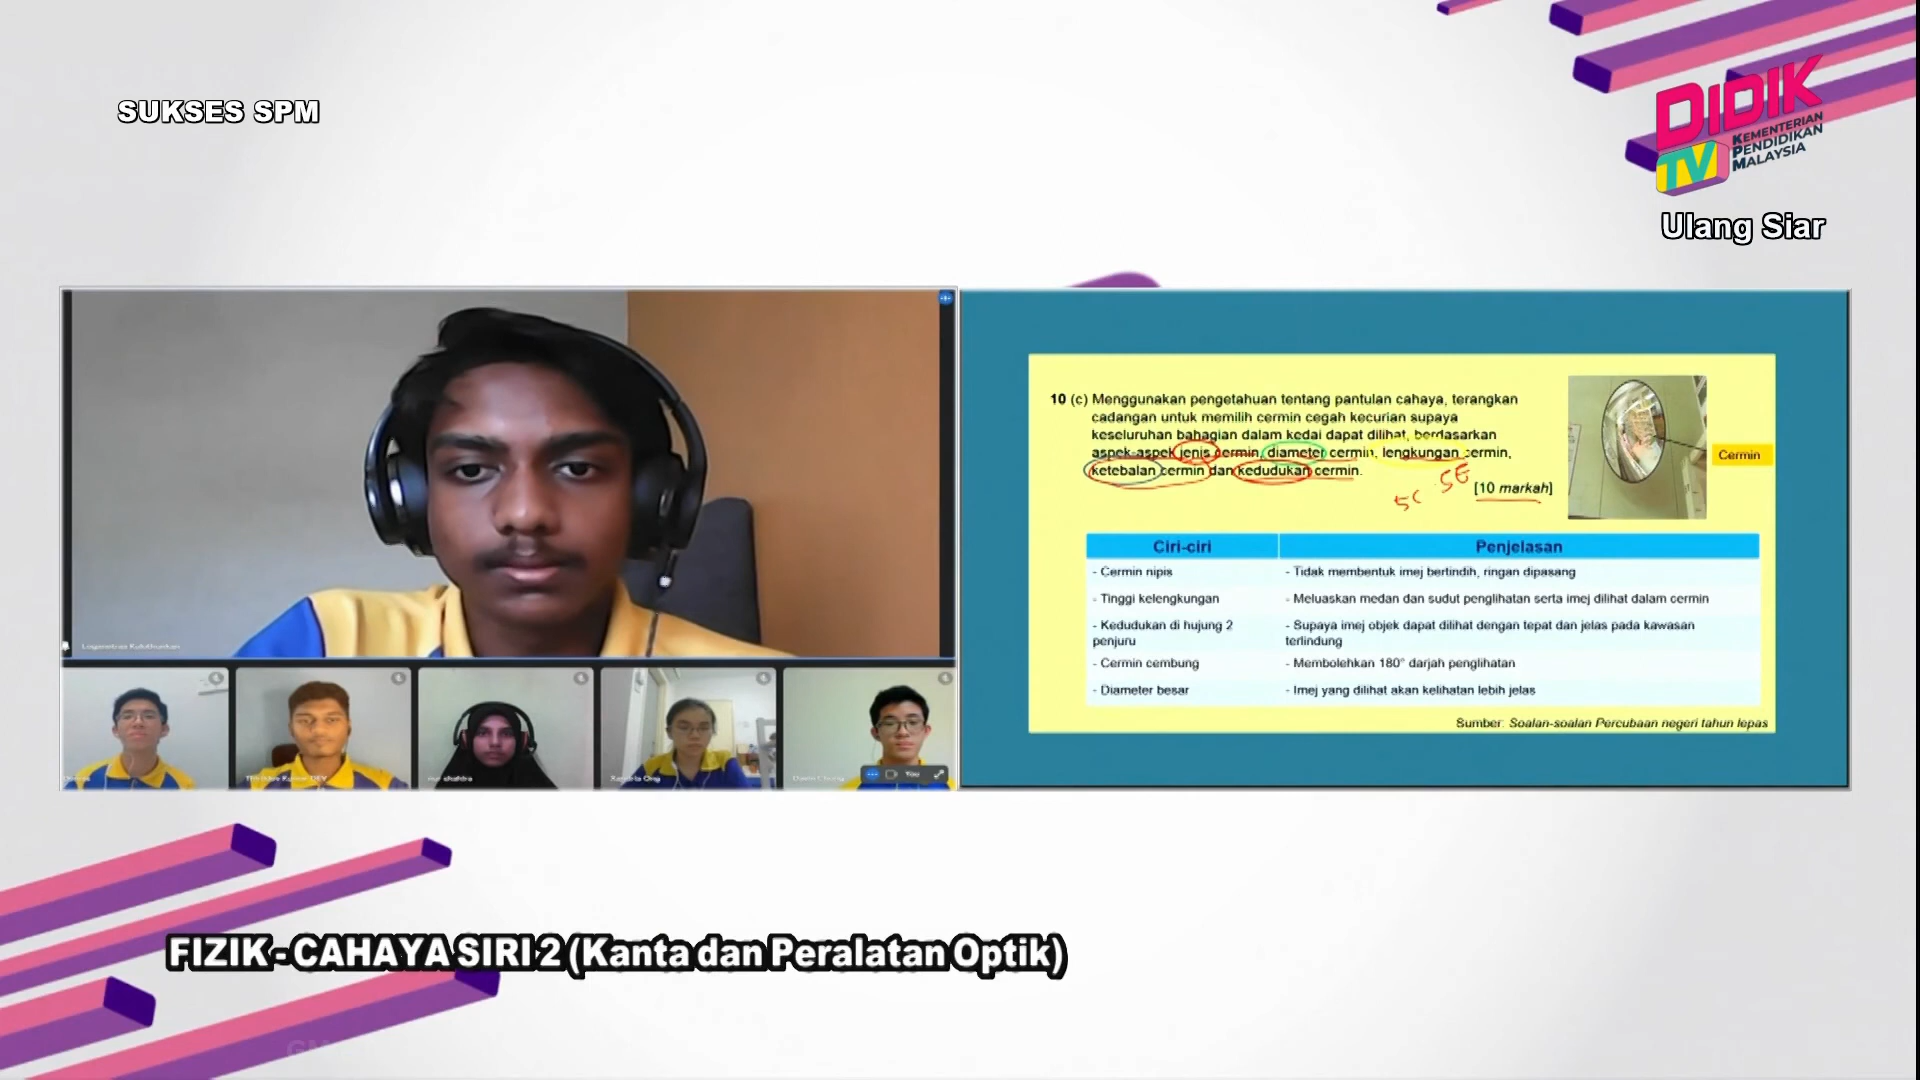 SUKSES SPM
DIDIK
TV
KEMENTERIAN
PENDIDIKAN
MALAYSIA
Ulang Siar
10 (c) Menggunakan pengetahuan tentang pantulan cahaya, terangkan
cadangan untuk memilih cermin cegah kecurian supaya
keseluruhan bahagian dalam kedai dapat dilihat, berdasarkan
aspek-aspek jenis cermin, diameter cermin, lengkungan cermin,
ketebalan cermin dan kedudukan cermin.
5C 5E
[10 markah]
Cermin
Ciri-ciri Penjelasan
- Cermin nipis - Tidak membentuk imej bertindih, ringan dipasang
- Tinggi kelengkungan - Meluaskan medan dan sudut penglihatan serta imej dilihat dalam cermin
- Kedudukan di hujung 2 - Supaya imej objek dapat dilihat dengan tepat dan jelas pada kawasan
penjuru terlindung
- Cermin cembung - Membolehkan 180° darjah penglihatan
- Diameter besar - Imej yang dilihat akan kelihatan lebih jelas
Sumber: Soalan-soalan Percubaan negeri tahun lepas
You
FIZIK - CAHAYA SIRI 2 (Kanta dan Peralatan Optik)